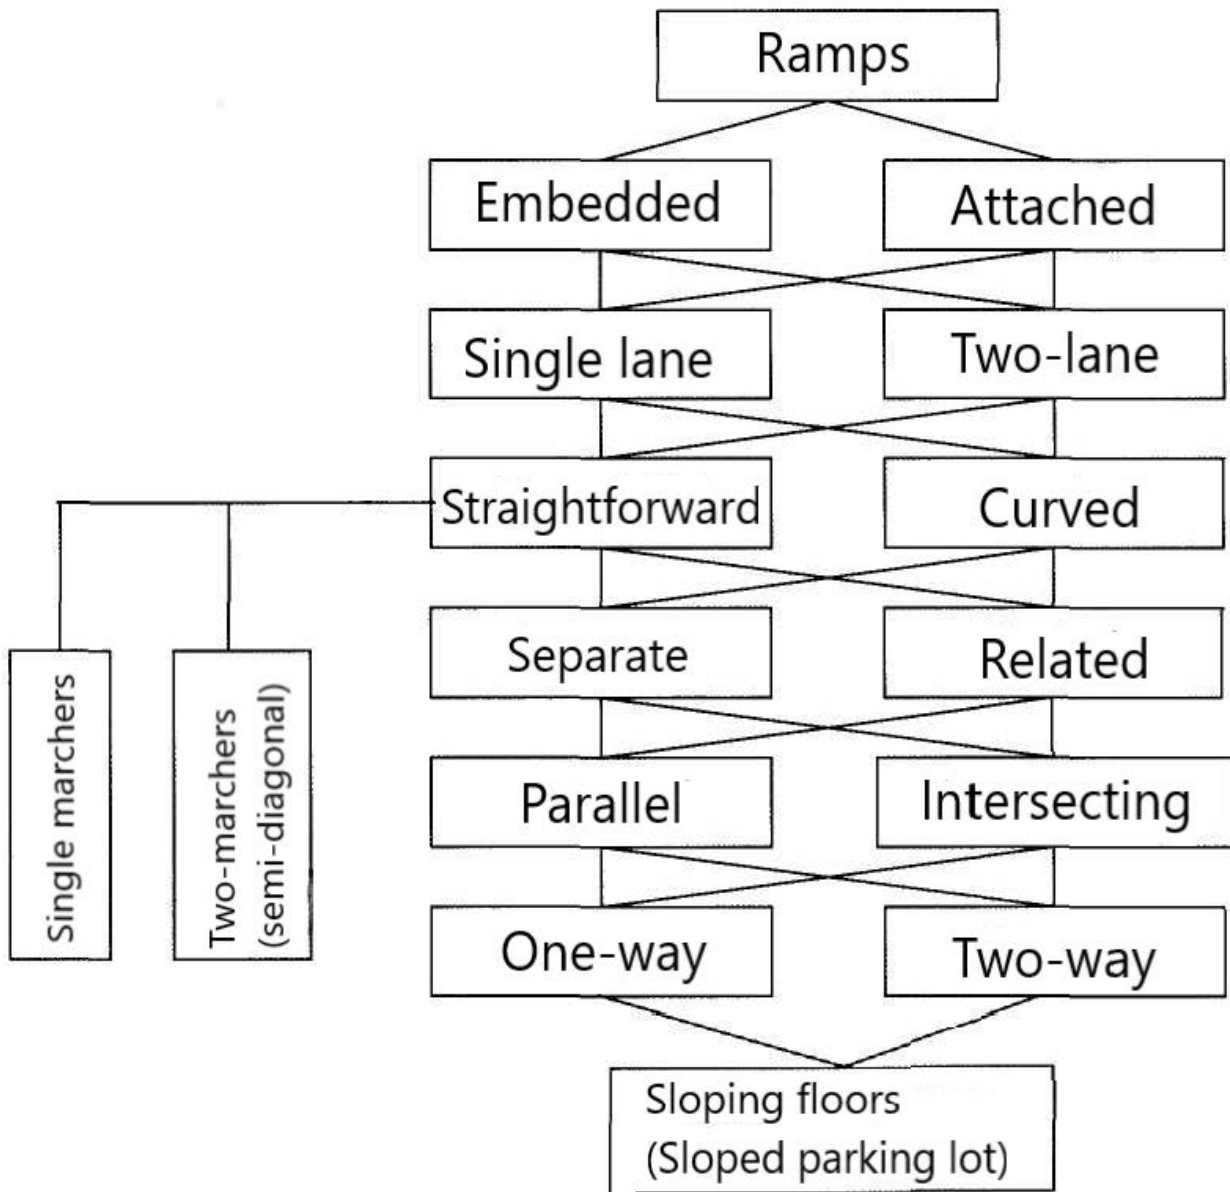 Ramps
Embedded
Attached
Single lane
Two-lane
Straightforward
Curved
Separate
Related
Single marchers
Two-marchers
(semi-diagonal)
Parallel
Intersecting
One-way
Two-way
Sloping floors
(Sloped parking lot)